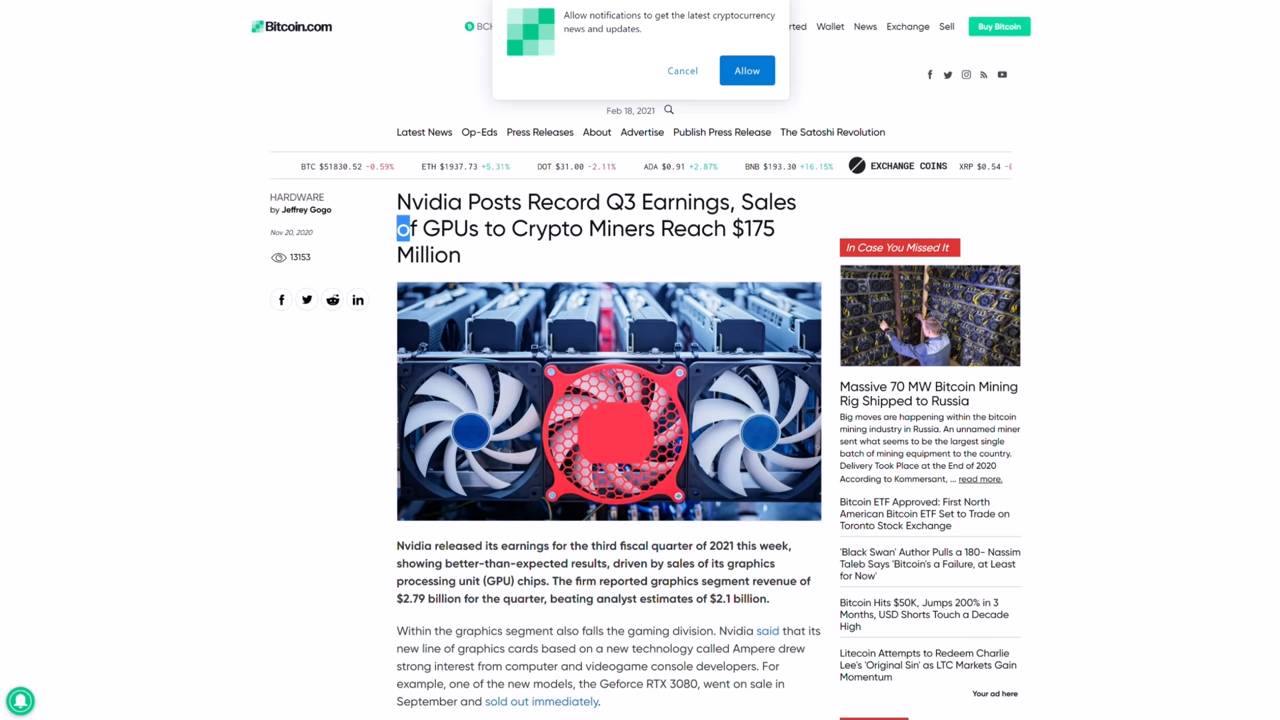 Bitcoin.com
BCH
Allow notifications to get the latest cryptocurrency
news and updates.
Cancel
Allow
Wallet
News
Exchange
Sell
Buy Bitcoin
Feb 18, 2021
Latest News
Op-Eds
Press Releases
About
Advertise
Publish Press Release
The Satoshi Revolution
BTC $51830.52 -0.59%
ETH $1937.73 +5.31%
DOT $31.00 -2.11%
ADA $0.91 +2.87%
BNB $193.30 +16.15%
EXCHANGE COINS
XRP $0.54
HARDWARE
by Jeffrey Gogo
Nov 20, 2020
13153
Nvidia Posts Record Q3 Earnings, Sales
of GPUs to Crypto Miners Reach $175
Million
Nvidia released its earnings for the third fiscal quarter of 2021 this week,
showing better-than-expected results, driven by sales of its graphics
processing unit (GPU) chips. The firm reported graphics segment revenue of
$2.79 billion for the quarter, beating analyst estimates of $2.1 billion.
Within the graphics segment also falls the gaming division. Nvidia said that its
new line of graphics cards based on a new technology called Ampere drew
strong interest from computer and videogame console developers. For
example, one of the new models, the Geforce RTX 3080, went on sale in
September and sold out immediately.
In Case You Missed It
Massive 70 MW Bitcoin Mining
Rig Shipped to Russia
Big moves are happening within the bitcoin
mining industry in Russia. An unnamed miner
sent what seems to be the largest single
batch of mining equipment to the country.
Delivery Took Place at the End of 2020
According to Kommersant, ... read more.
Bitcoin ETF Approved: First North
American Bitcoin ETF Set to Trade on
Toronto Stock Exchange
'Black Swan' Author Pulls a 180- Nassim
Taleb Says 'Bitcoin's a Failure, at Least
for Now'
Bitcoin Hits $50K, Jumps 200% in 3
Months, USD Shorts Touch a Decade
High
Litecoin Attempts to Redeem Charlie
Lee's 'Original Sin' as LTC Markets Gain
Momentum
Your ad here